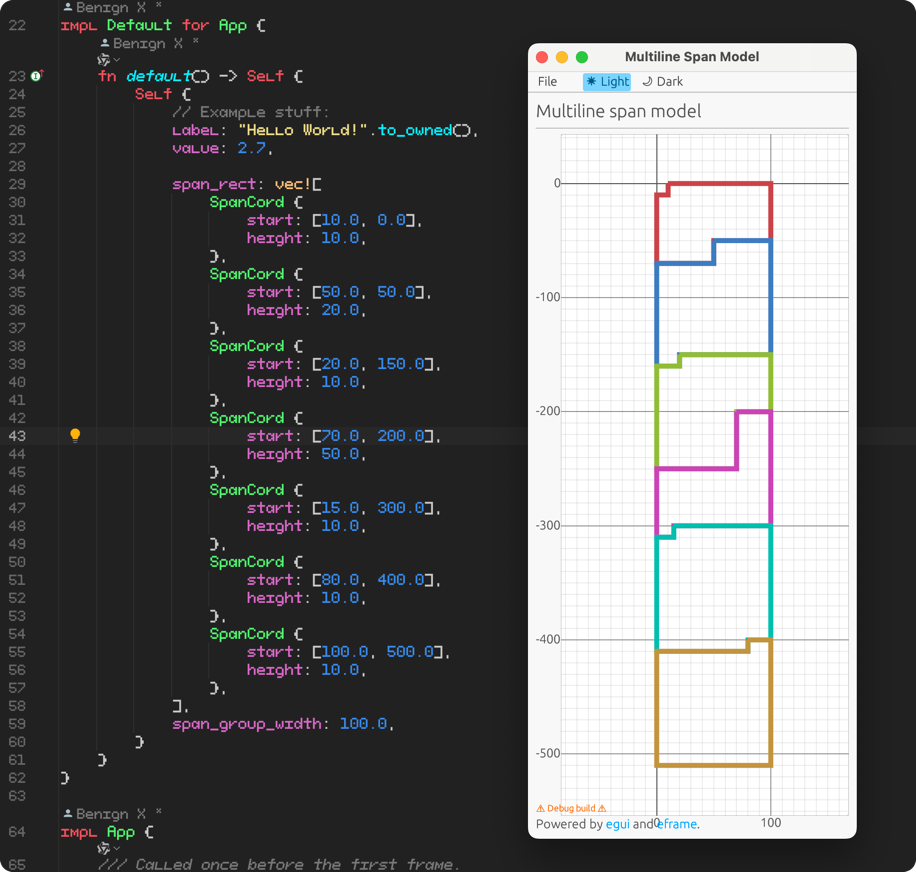 Benign X *
22 impl Default for App {
Benign X *
23 fn default() -> Self {
24 Self {
25 // Example stuff:
26 label: "Hello World!".to_owned(),
27 value: 2.7,
28
29 span_rect: vec![
30 SpanCord {
31 start: [10.0, 0.0],
32 height: 10.0,
33 },
34 SpanCord {
35 start: [50.0, 50.0],
36 height: 20.0,
37 },
38 SpanCord {
39 start: [20.0, 150.0],
40 height: 10.0,
41 },
42 SpanCord {
43 start: [70.0, 200.0],
44 height: 50.0,
45 },
46 SpanCord {
47 start: [15.0, 300.0],
48 height: 10.0,
49 },
50 SpanCord {
51 start: [80.0, 400.0],
52 height: 10.0,
53 },
54 SpanCord {
55 start: [100.0, 500.0],
56 height: 10.0,
57 },
58 ],
59 span_group_width: 100.0,
60 }
61 }
62 }
63
Benign X *
64 impl App {
65 /// Called once before the first frame.
Multiline Span Model
File Light Dark
Multiline span model
0
-100
-200
-300
-400
-500
0 100
⚠ Debug build ⚠
Powered by egui and eframe.